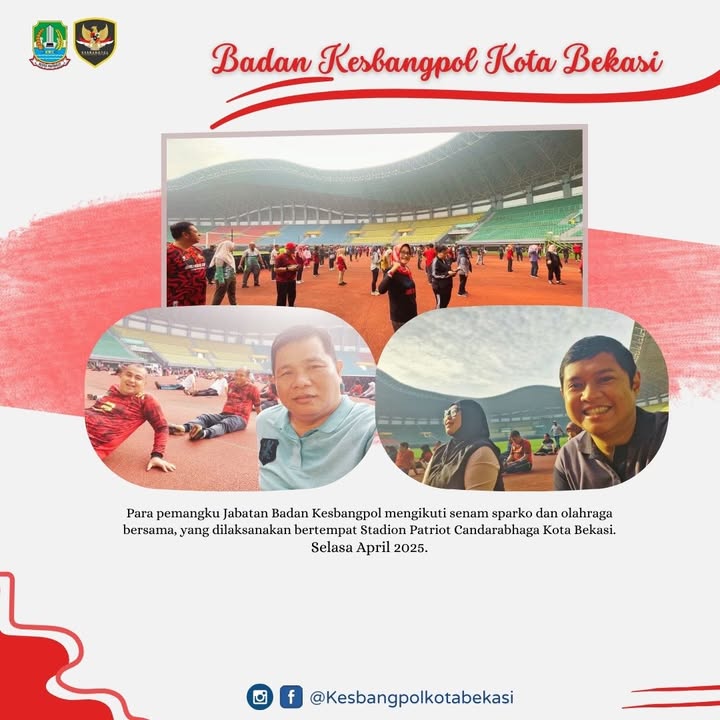 Badan Kesbangpol Kota Bekasi
Para pemangku Jabatan Badan Kesbangpol mengikuti senam sparko dan olahraga
bersama, yang dilaksanakan bertempat Stadion Patriot Candarabhaga Kota Bekasi.
Selasa April 2025.
@Kesbangpolkotabekasi